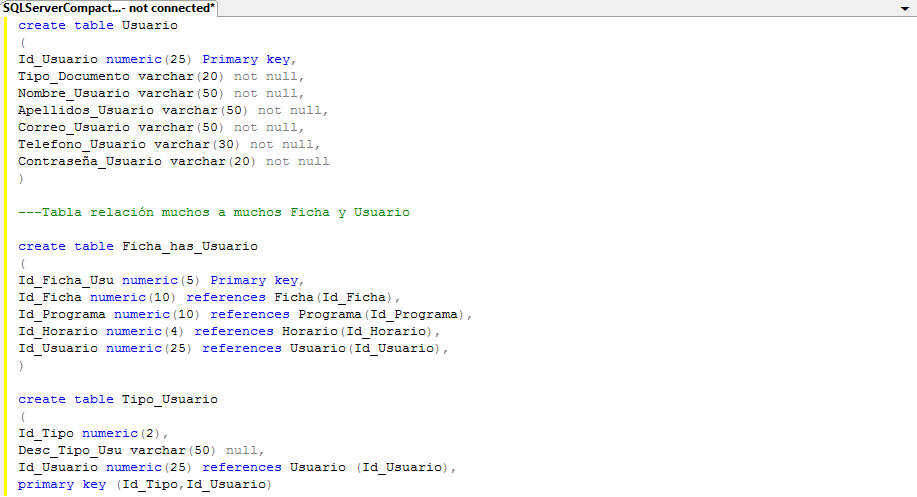 SQLServerCompact...- not connected*
create table Usuario
(
Id_Usuario numeric(25) Primary key,
Tipo_Documento varchar(20) not null,
Nombre_Usuario varchar(50) not null,
Apellidos_Usuario varchar(50) not null,
Correo_Usuario varchar(50) not null,
Telefono_Usuario varchar(30) not null,
Contraseña_Usuario varchar(20) not null
)
---Tabla relación muchos a muchos Ficha y Usuario
create table Ficha_has_Usuario
(
Id_Ficha_Usu numeric(5) Primary key,
Id_Ficha numeric(10) references Ficha(Id_Ficha),
Id_Programa numeric(10) references Programa(Id_Programa),
Id_Horario numeric(4) references Horario(Id_Horario),
Id_Usuario numeric(25) references Usuario(Id_Usuario),
)
create table Tipo_Usuario
(
Id_Tipo numeric(2),
Desc_Tipo_Usu varchar(50) null,
Id_Usuario numeric(25) references Usuario (Id_Usuario),
primary key (Id_Tipo,Id_Usuario)